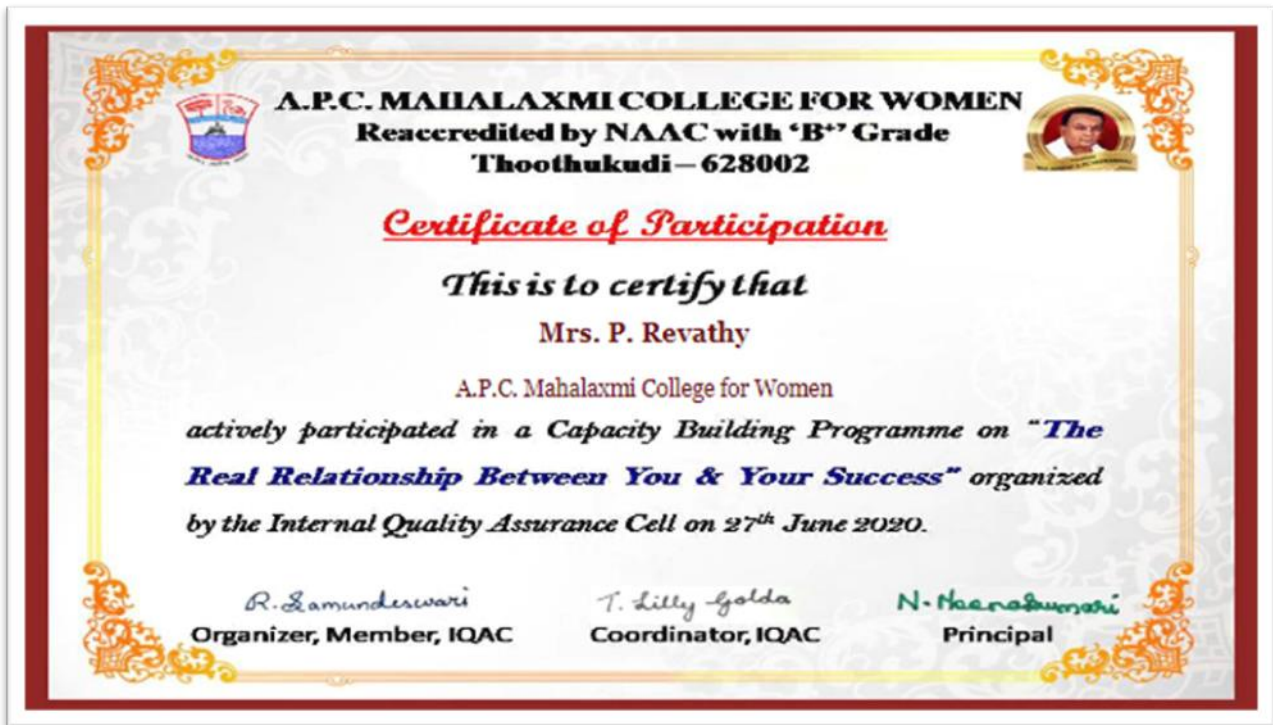 A.P.C. MAHALAXMI COLLEGE FOR WOMEN
Reaccredited by NAAC with ‘B+’ Grade
Thoothukudi – 628002
Certificate of Participation
This is to certify that
Mrs. P. Revathy
A.P.C. Mahalaxmi College for Women
actively participated in a Capacity Building Programme on “The
Real Relationship Between You & Your Success” organized
by the Internal Quality Assurance Cell on 27th June 2020.
R. Samundeswari T. Lilly Golda N. Meenakumari
Organizer, Member, IQAC Coordinator, IQAC Principal